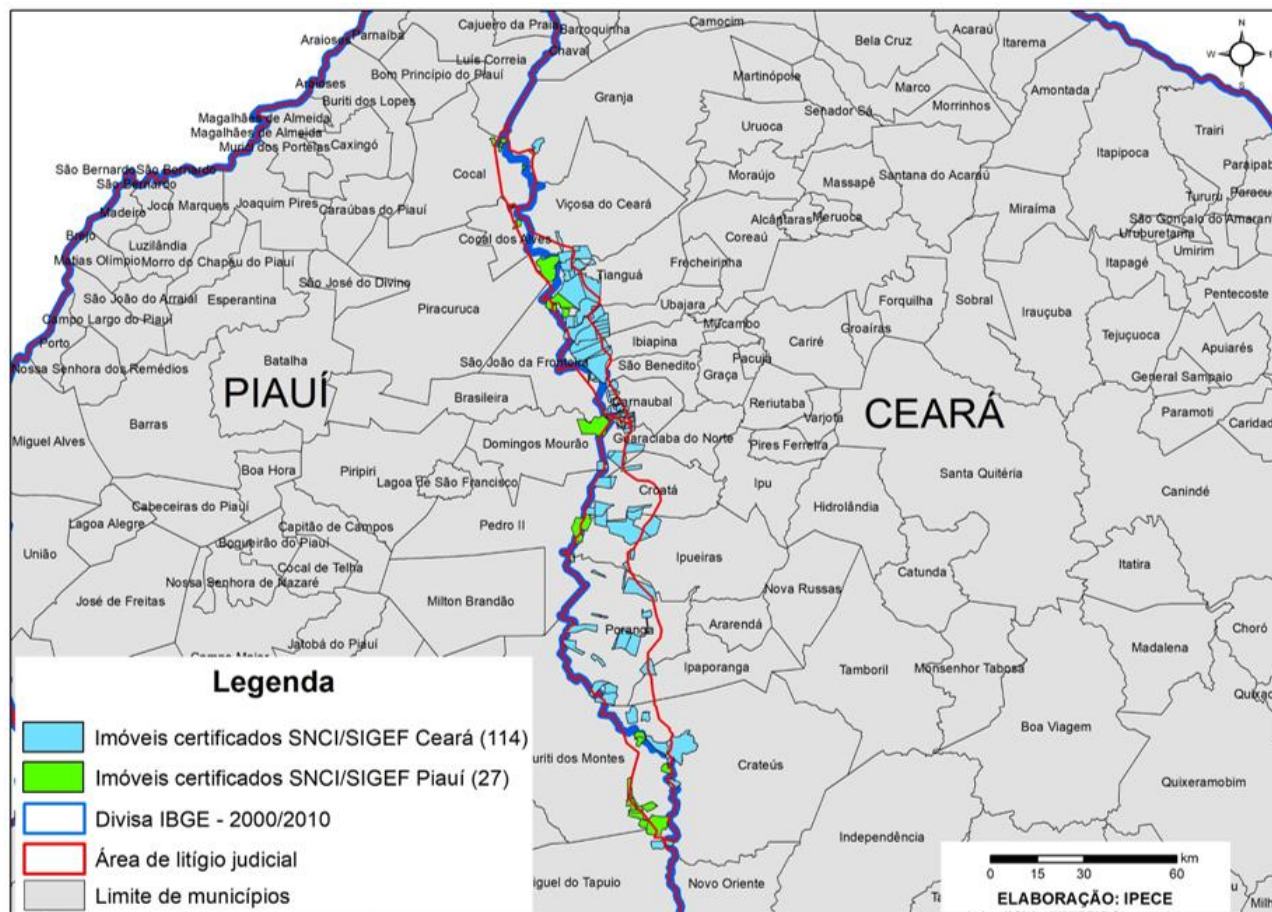 Camocim
Acaraú
Cajueiro da Praia
Barroquinha
Parnaíba
Araioses
Bela Cruz
Itarema
N
W
E
S
Chaval
Luís Correia
Bom Princípio do Piauí
Martinópole
Marco
Amontada
Araioses
Granja
Buriti dos Lopes
Senador Sá
Morrinhos
Magalhães de Almeida
Magalhães de Almeida
Uruoca
Trairi
Murici dos Portelas
Caxingó
Itapipoca
Paraipab
São Bernardo
São Bernardo
São Bernardo
Cocal
Moraújo
Massapê
Santana do Acaraú
Tururu
Paracu
Joca Marques
Joaquim Pires
Caraúbas do Piauí
Viçosa do Ceará
Alcântaras
Meruoca
Miraíma
São Gonçalo do Amarant
Madeiro
Uruburetama
Brejo
Luzilândia
Cocal dos Alves
Coreaú
Umirim
Matias Olímpio
Morro do Chapéu do Piauí
Frecheirinha
Itapagé
Tianguá
São José do Divino
São João do Arraial
Esperantina
Forquilha
Sobral
Pentecoste
Piracuruca
Ubajara
Irauçuba
Campo Largo do Piauí
Mucambo
Groaíras
Tejuçuoca
Porto
Ibiapina
Cariré
Apuiarés
Batalha
São João da Fronteira
São Benedito
Pacujá
Nossa Senhora dos Remédios
Graça
General Sampaio
PIAUÍ
Brasileira
Carnaubal
Reriutaba
CEARÁ
Varjota
Paramoti
Caridad
Barras
Miguel Alves
Domingos Mourão
Guaraciaba do Norte
Pires Ferreira
Boa Hora
Piripiri
Santa Quitéria
Lagoa de São Francisco
Croatá
Ipu
Canindé
Cabeceiras do Piauí
Hidrolândia
Lagoa Alegre
Capitão de Campos
Pedro II
Boqueirão do Piauí
União
Ipueiras
Cocal de Telha
Itatira
Nossa Senhora de Nazaré
Catunda
José de Freitas
Milton Brandão
Nova Russas
Poranga
Ararendá
Choró
Jatobá do Piauí
Madalena
Ipaporanga
Tamboril
Monsenhor Tabosa
Legenda
Boa Viagem
Imóveis certificados SNCI/SIGEF Ceará (114)
uriti dos Montes
Crateús
Imóveis certificados SNCI/SIGEF Piauí (27)
Quixeramobim
Divisa IBGE - 2000/2010
Independência
Área de litígio judicial
km
0 15 30 60
iguel do Tapuio
Novo Oriente
Limite de municípios
ELABORAÇÃO: IPECE